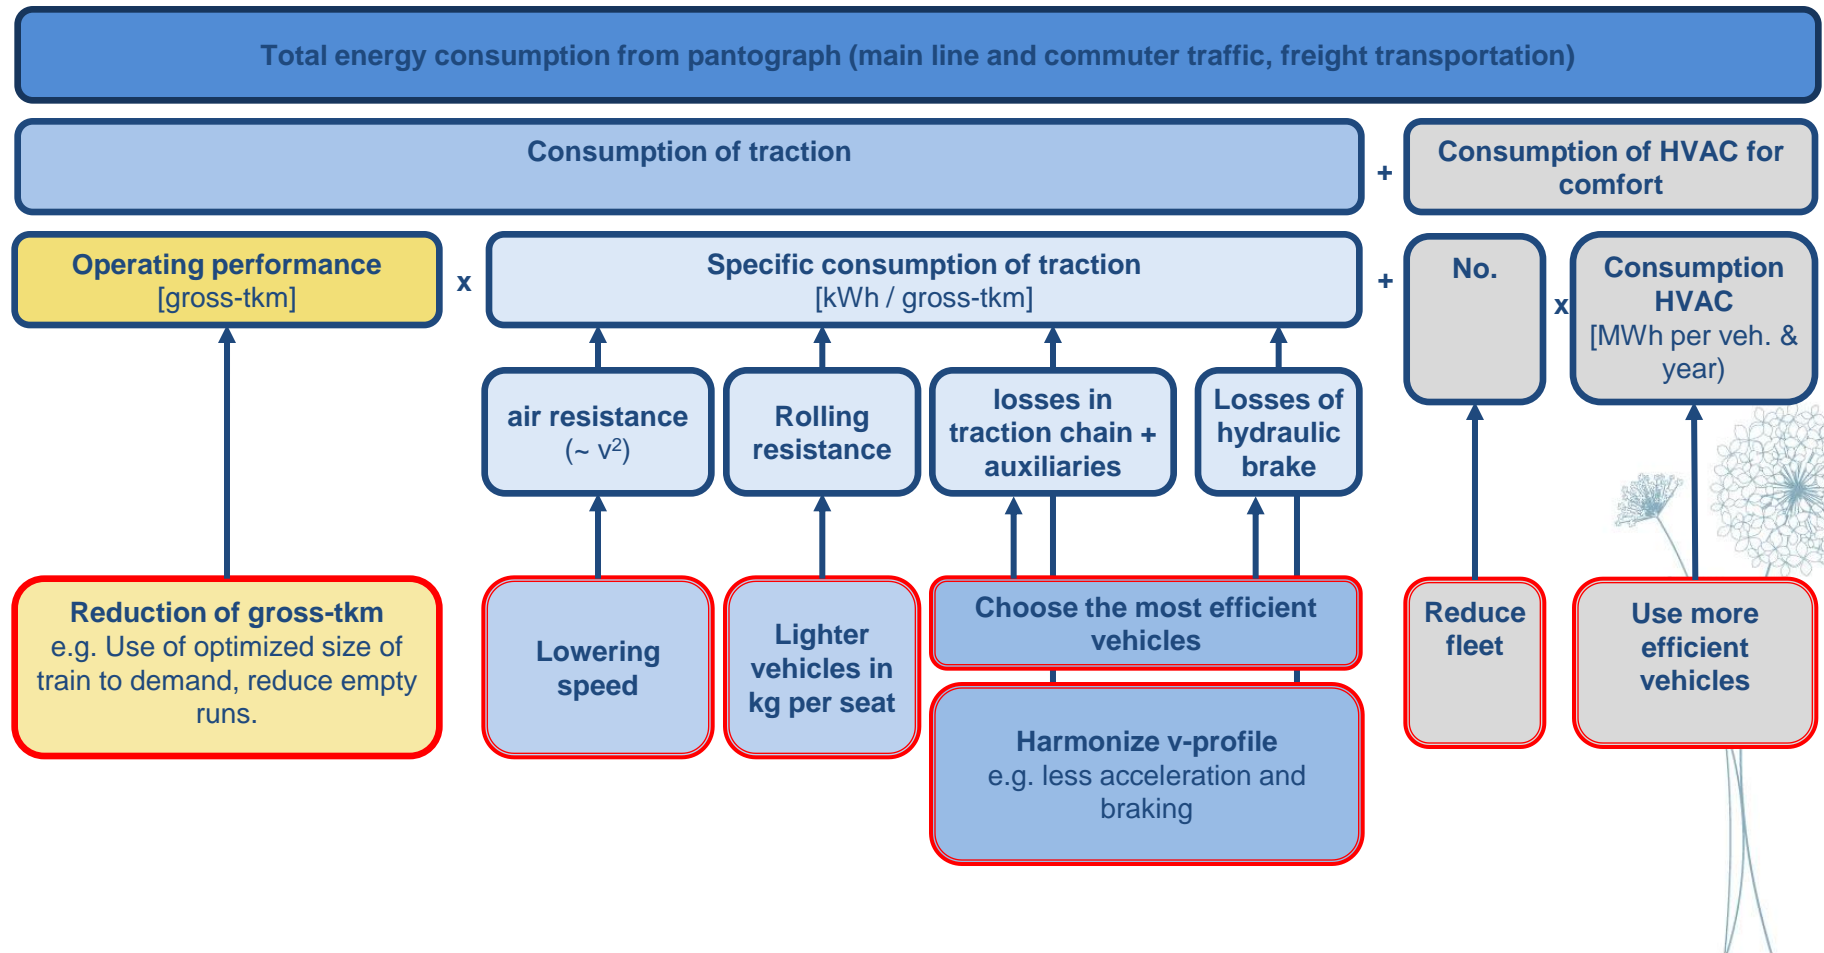 Total energy consumption from pantograph (main line and commuter traffic, freight transportation)
Consumption of traction
+
Consumption of HVAC for
comfort
Operating performance
[gross-tkm]
x
Specific consumption of traction
[kWh / gross-tkm]
+
No.
x
Consumption
HVAC
[MWh per veh. &
year)
air resistance
(~ v²)
Rolling
resistance
losses in
traction chain +
auxiliaries
Losses of
hydraulic
brake
Reduction of gross-tkm
e.g. Use of optimized size of
train to demand, reduce empty
runs.
Lowering
speed
Lighter
vehicles in
kg per seat
Choose the most efficient
vehicles
Harmonize v-profile
e.g. less acceleration and
braking
Reduce
fleet
Use more
efficient
vehicles